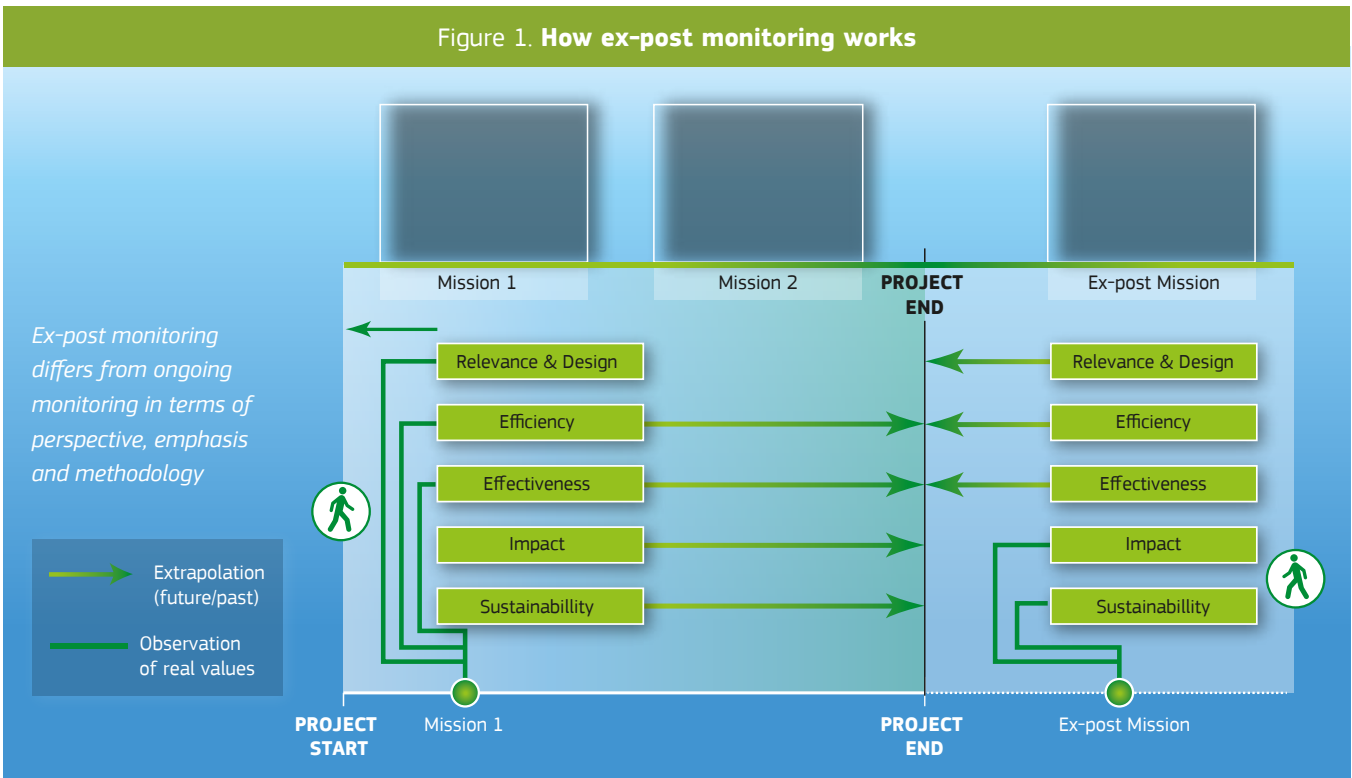 Figure 1. How ex-post monitoring works
Mission 1
Mission 2
PROJECT
END
Ex-post Mission
Ex-post monitoring
differs from ongoing
monitoring in terms of
perspective, emphasis
and methodology
Relevance & Design
Relevance & Design
Efficiency
Efficiency
Effectiveness
Effectiveness
Impact
Impact
Sustainabillity
Sustainabillity
Extrapolation
(future/past)
Observation
of real values
PROJECT
START
Mission 1
PROJECT
END
Ex-post Mission